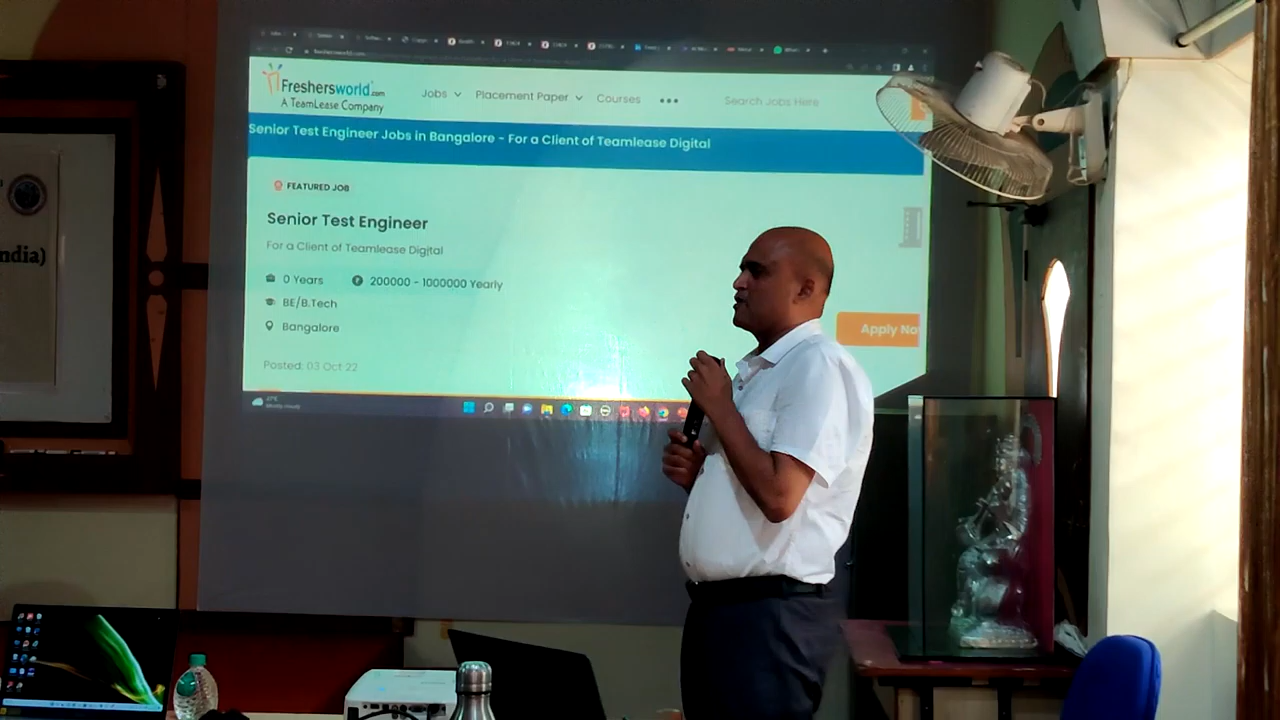 Freshersworld.com
A TeamLease Company
Jobs
Placement Paper
Courses
Search Jobs Here
Senior Test Engineer Jobs in Bangalore - For a Client of Teamlease Digital
FEATURED JOB
Senior Test Engineer
For a Client of Teamlease Digital
0 Years
200000 - 1000000 Yearly
BE/B.Tech
Bangalore
Apply No
Posted: 03 Oct 22
ndia)